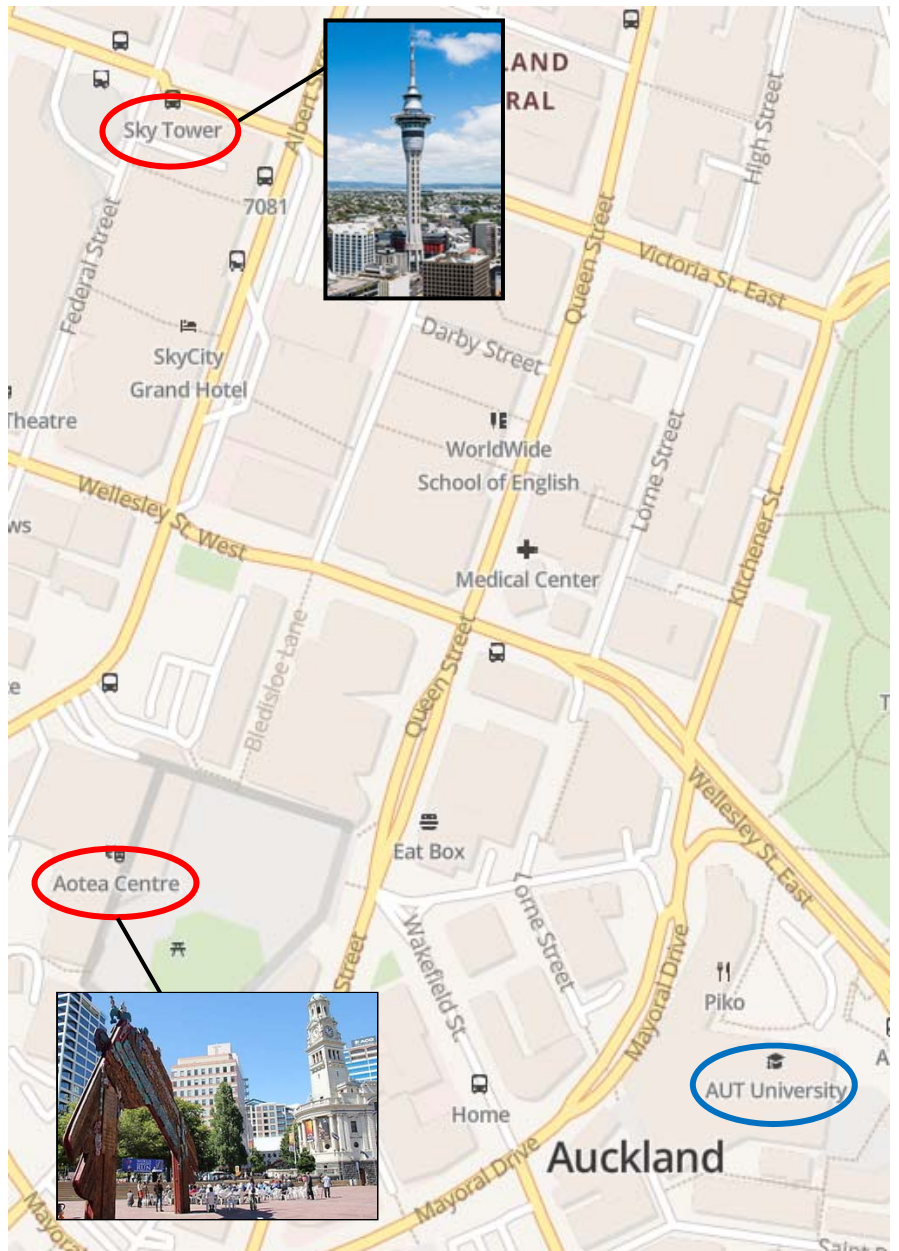 LAND
RAL
Sky Tower
Albert Street
High Street
7081
Federal Street
Queen Street
Victoria St. East
Darby Street
SkyCity
Grand Hotel
Theatre
WorldWide
School of English
Lorne Street
Wellesley St. West
ws
Medical Center
Kitchener St.
Bledisloe Lane
Queen Street
ce
T
Wellesley St. East
Eat Box
Aotea Centre
Lorne Street
Wakefield St.
Street
Mayoral Drive
Piko
A
AUT University
Home
Auckland
Mayoral Drive
Mayoral